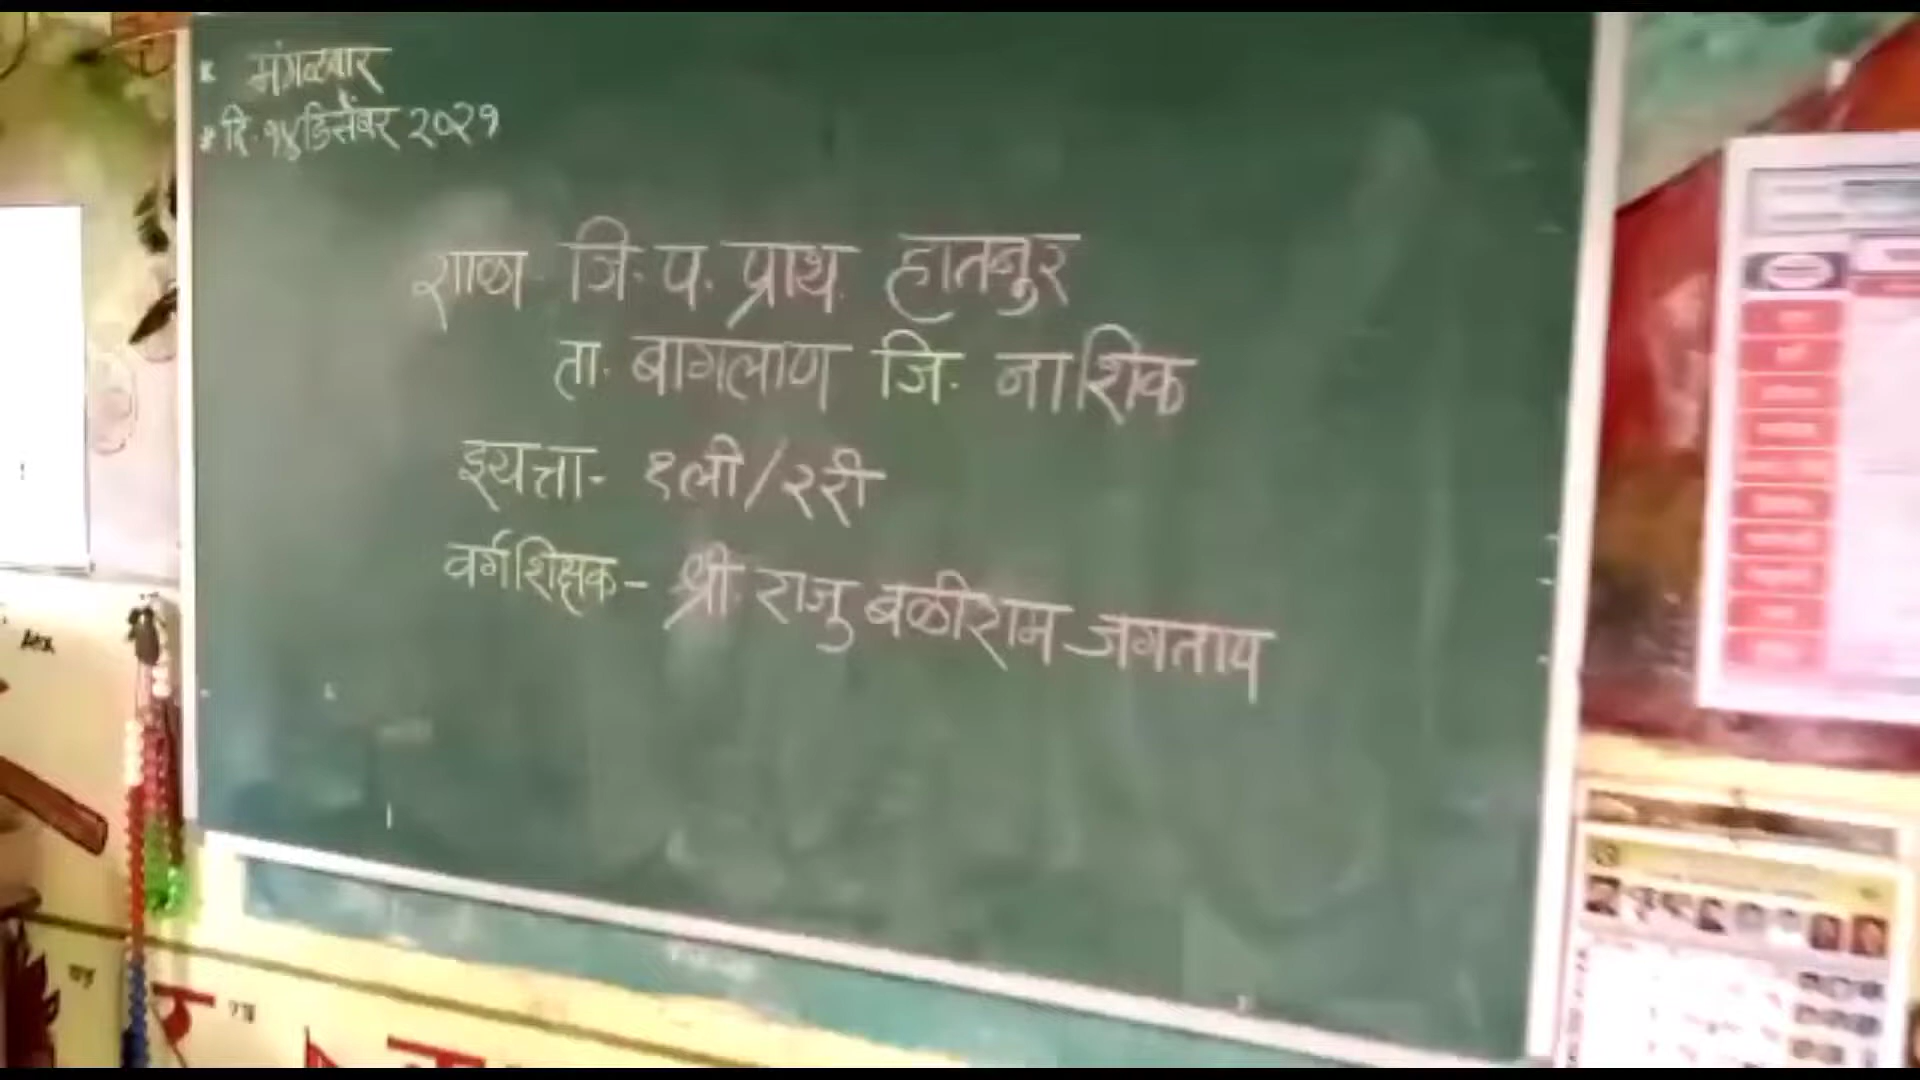 * मंगळवार
* दि. १४ डिसेंबर २०२१
शाळा जि. प. प्राथ. हातनुर
ता. बागलाण जि. नाशिक
इयत्ता- १ली/२री
वर्गशिक्षक- श्री. राजु बळीराम जगताप